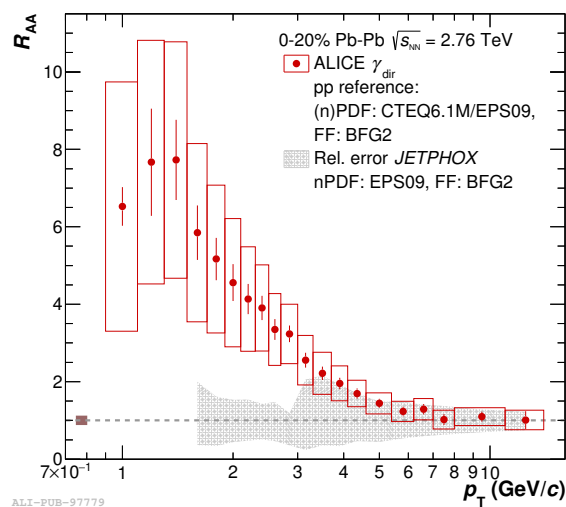 R_AA
0-20% Pb-Pb √s_NN = 2.76 TeV
ALICE γ_dir
pp reference:
(n)PDF: CTEQ6.1M/EPS09,
FF: BFG2
Rel. error JETPHOX
nPDF: EPS09, FF: BFG2
10
8
6
4
2
1
0
7×10⁻¹ 1 2 3 4 5 6 7 8 9 10
p_T (GeV/c)
ALI-PUB-97779